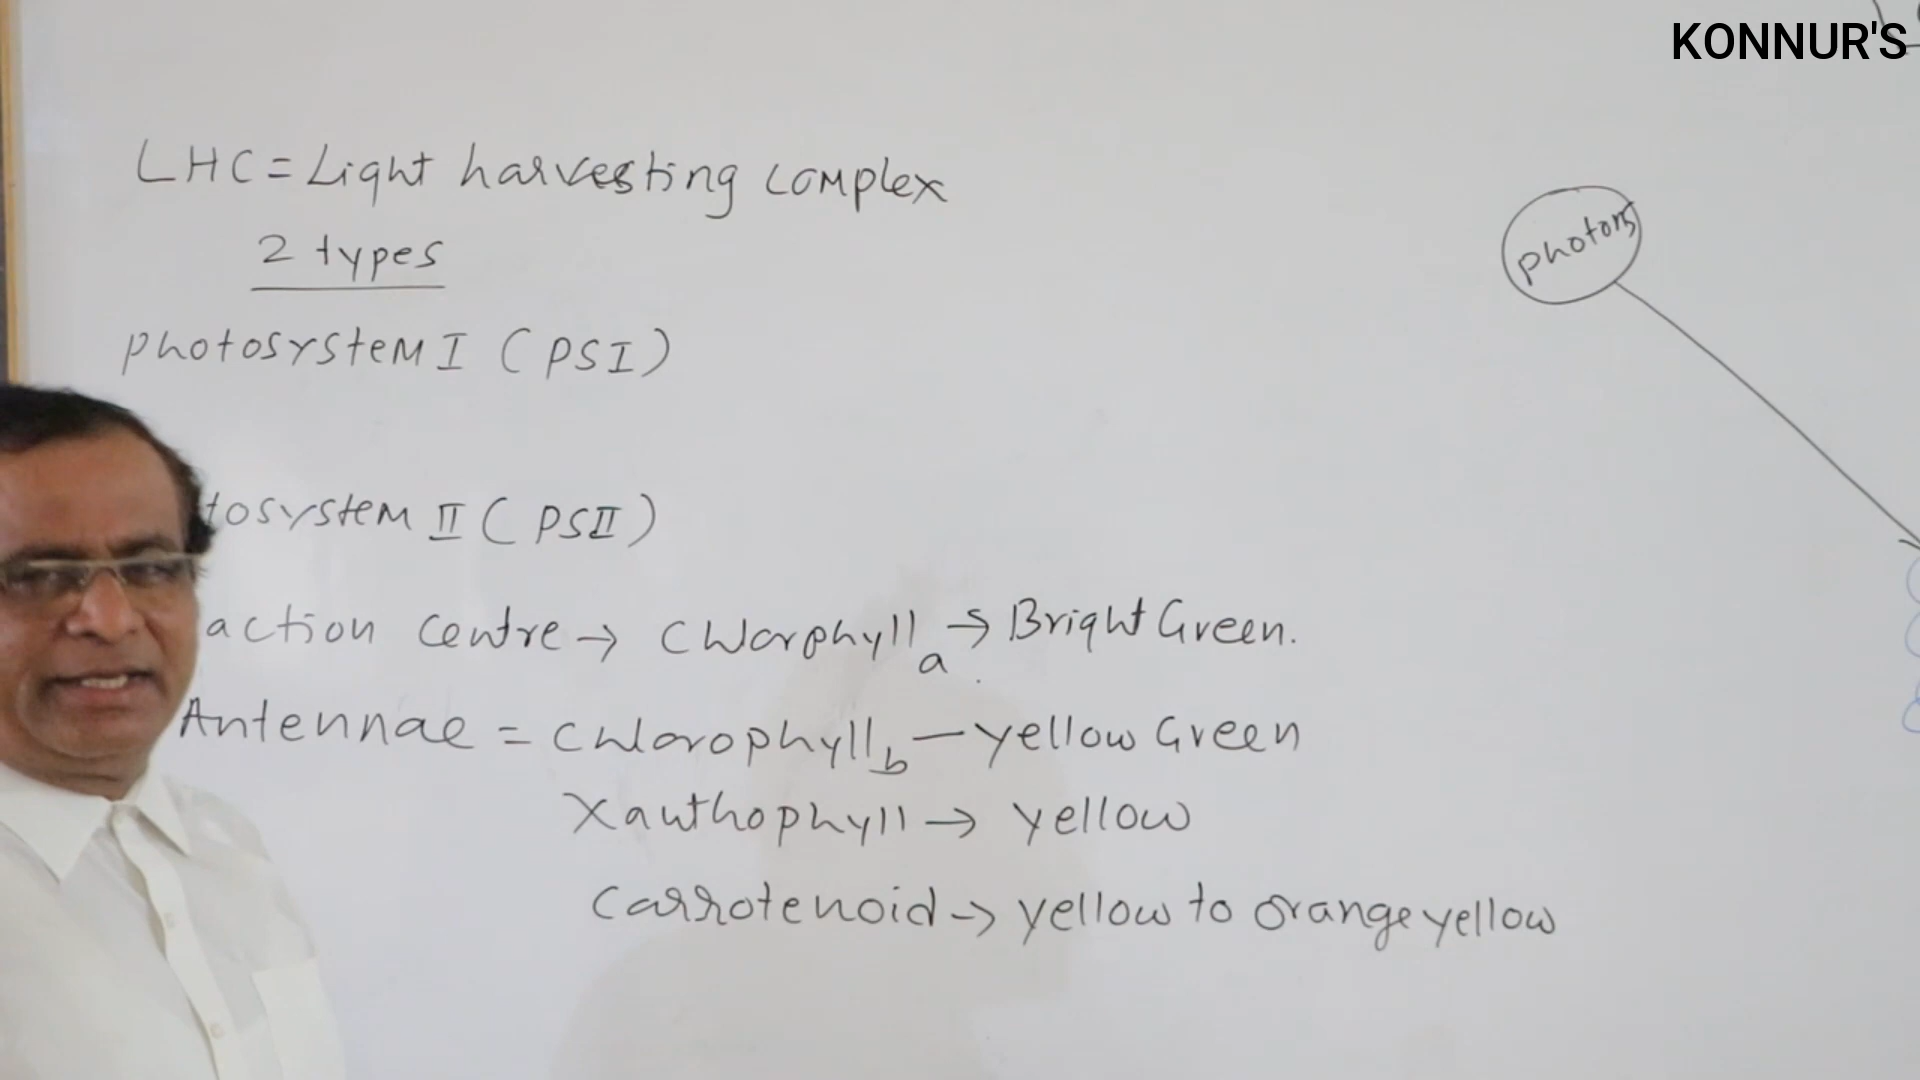 KONNUR'S
LHC = Light harvesting complex
2 types
photosystem I (PSI)
photons
tosystem II (PSII)
action centre → Chlorphyll a → Bright Green.
Antennae = Chlorophyll b — yellow Green
Xanthophyll → yellow
Carrotenoid → yellow to orange yellow